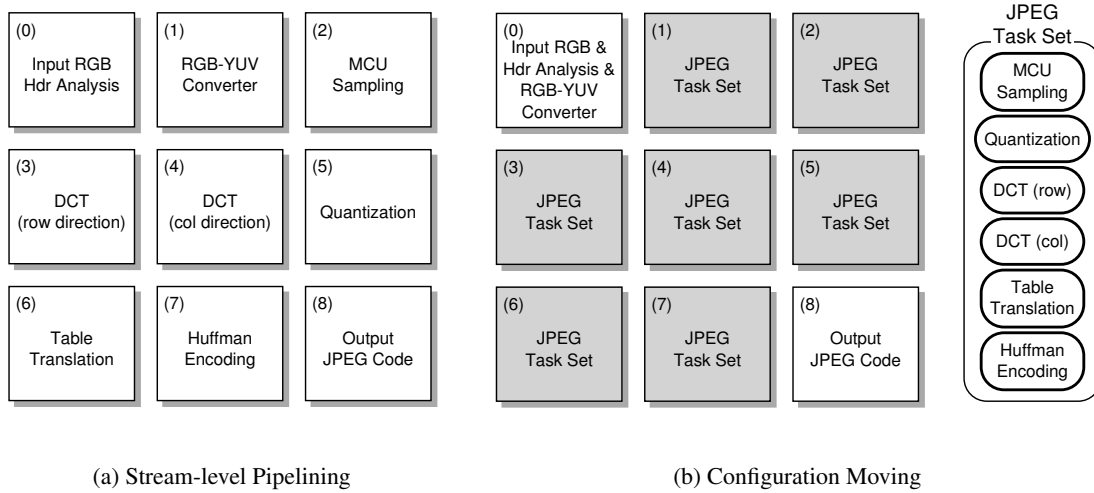 (0)
Input RGB
Hdr Analysis
(1)
RGB-YUV
Converter
(2)
MCU
Sampling
(3)
DCT
(row direction)
(4)
DCT
(col direction)
(5)
Quantization
(6)
Table
Translation
(7)
Huffman
Encoding
(8)
Output
JPEG Code
(a) Stream-level Pipelining
(0)
Input RGB &
Hdr Analysis &
RGB-YUV
Converter
(1)
JPEG
Task Set
(2)
JPEG
Task Set
(3)
JPEG
Task Set
(4)
JPEG
Task Set
(5)
JPEG
Task Set
(6)
JPEG
Task Set
(7)
JPEG
Task Set
(8)
Output
JPEG Code
JPEG
Task Set
MCU
Sampling
Quantization
DCT (row)
DCT (col)
Table
Translation
Huffman
Encoding
(b) Configuration Moving